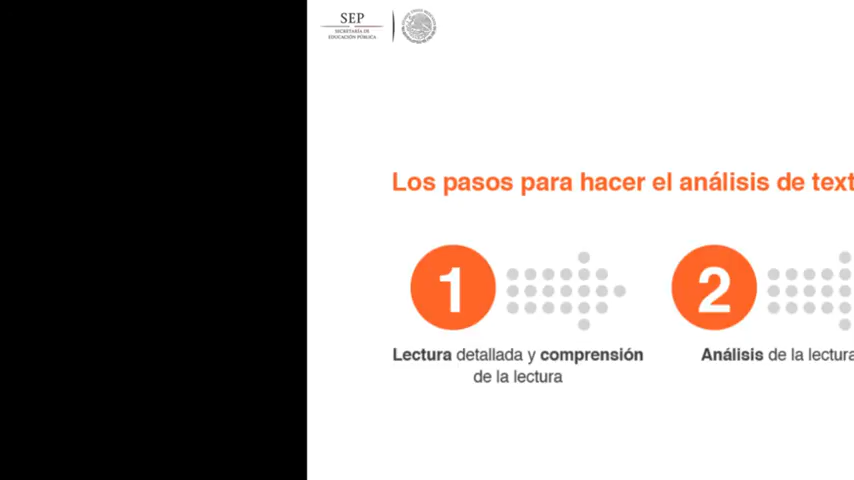 SEP
SECRETARÍA DE
EDUCACIÓN PÚBLICA
Los pasos para hacer el análisis de text
1
2
Lectura detallada y comprensión
de la lectura
Análisis de la lectura